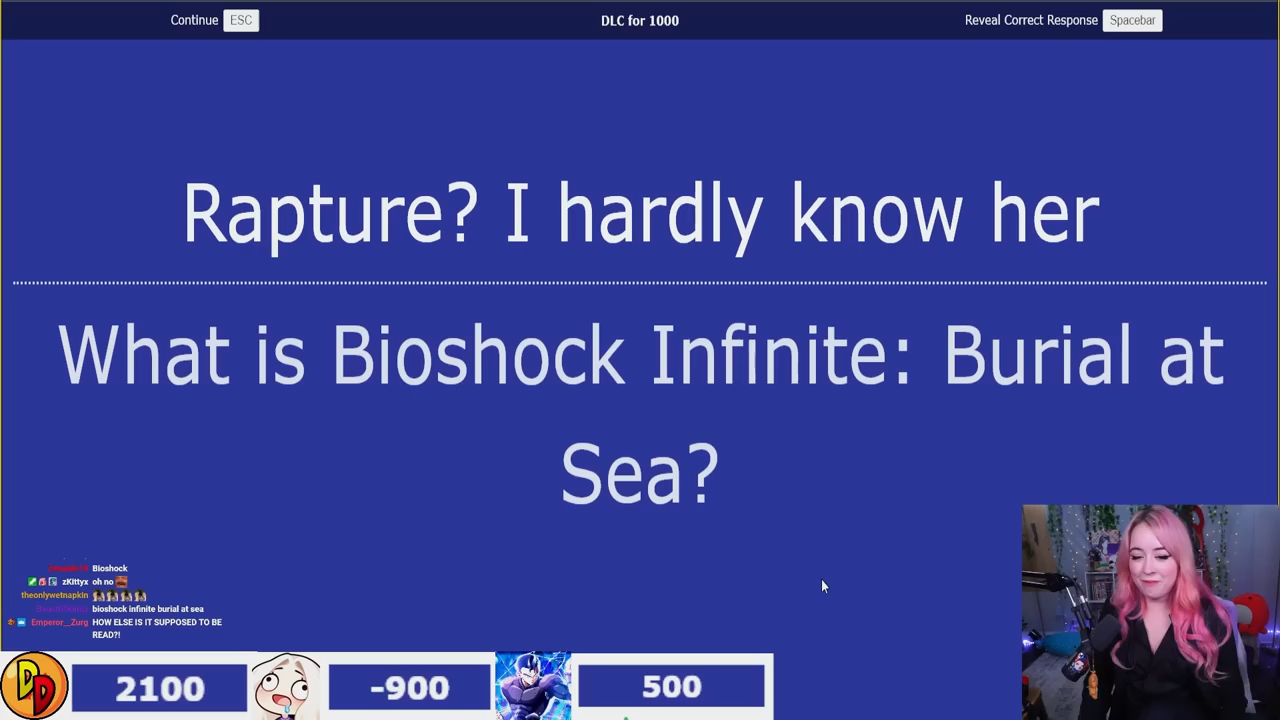 Continue ESC
DLC for 1000
Reveal Correct Response Spacebar
Rapture? I hardly know her
What is Bioshock Infinite: Burial at
Sea?
Bioshock
zKittyx oh no
theonlywetnapkin
bioshock infinite burial at sea
Emperor__Zurg HOW ELSE IS IT SUPPOSED TO BE
READ?!
DD 2100 -900 500